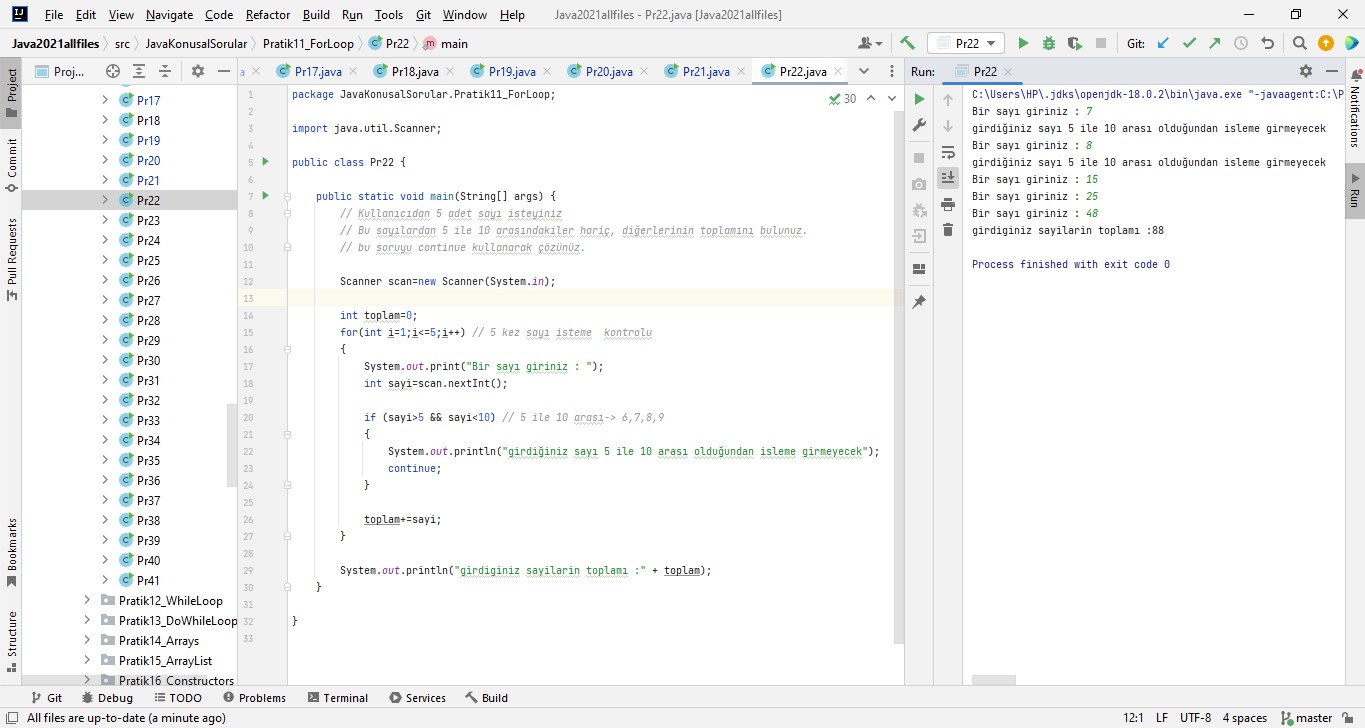 File Edit View Navigate Code Refactor Build Run Tools Git Window Help Java2021allfiles - Pr22.java [Java2021allfiles]
Java2021allfiles src JavaKonusalSorular Pratik11_ForLoop Pr22 main Pr22 Git:
Project
Commit
Pull Requests
Bookmarks
Structure
Proj...
Pr17
Pr18
Pr19
Pr20
Pr21
Pr22
Pr23
Pr24
Pr25
Pr26
Pr27
Pr28
Pr29
Pr30
Pr31
Pr32
Pr33
Pr34
Pr35
Pr36
Pr37
Pr38
Pr39
Pr40
Pr41
Pratik12_WhileLoop
Pratik13_DoWhileLoop
Pratik14_Arrays
Pratik15_ArrayList
Pratik16_Constructors
a Pr17.java Pr18.java Pr19.java Pr20.java Pr21.java Pr22.java
30
1 package JavaKonusalSorular.Pratik11_ForLoop;
2
3 import java.util.Scanner;
4
5 public class Pr22 {
6
7 public static void main(String[] args) {
8 // Kullanıcıdan 5 adet sayı isteyiniz
9 // Bu sayılardan 5 ile 10 arasındakiler hariç, diğerlerinin toplamını bulunuz.
10 // bu soruyu continue kullanarak çözünüz.
11
12 Scanner scan=new Scanner(System.in);
13
14 int toplam=0;
15 for(int i=1;i<=5;i++) // 5 kez sayı isteme kontrolu
16 {
17 System.out.print("Bir sayı giriniz : ");
18 int sayi=scan.nextInt();
19
20 if (sayi>5 && sayi<10) // 5 ile 10 arası-> 6,7,8,9
21 {
22 System.out.println("girdiğiniz sayı 5 ile 10 arası olduğundan isleme girmeyecek");
23 continue;
24 }
25
26 toplam+=sayi;
27 }
28
29 System.out.println("girdiginiz sayilarin toplamı :" + toplam);
30 }
31
32 }
33
Run: Pr22
C:\Users\HP\.jdks\openjdk-18.0.2\bin\java.exe "-javaagent:C:\P
Bir sayı giriniz : 7
girdiğiniz sayı 5 ile 10 arası olduğundan isleme girmeyecek
Bir sayı giriniz : 8
girdiğiniz sayı 5 ile 10 arası olduğundan isleme girmeyecek
Bir sayı giriniz : 15
Bir sayı giriniz : 25
Bir sayı giriniz : 48
girdiginiz sayilarin toplamı :88
Process finished with exit code 0
Notifications
Run
Git Debug TODO Problems Terminal Services Build
All files are up-to-date (a minute ago) 12:1 LF UTF-8 4 spaces master